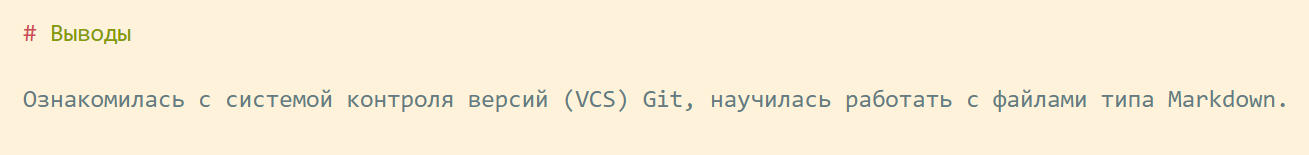 # Выводы
Ознакомилась с системой контроля версий (VCS) Git, научилась работать с файлами типа Markdown.